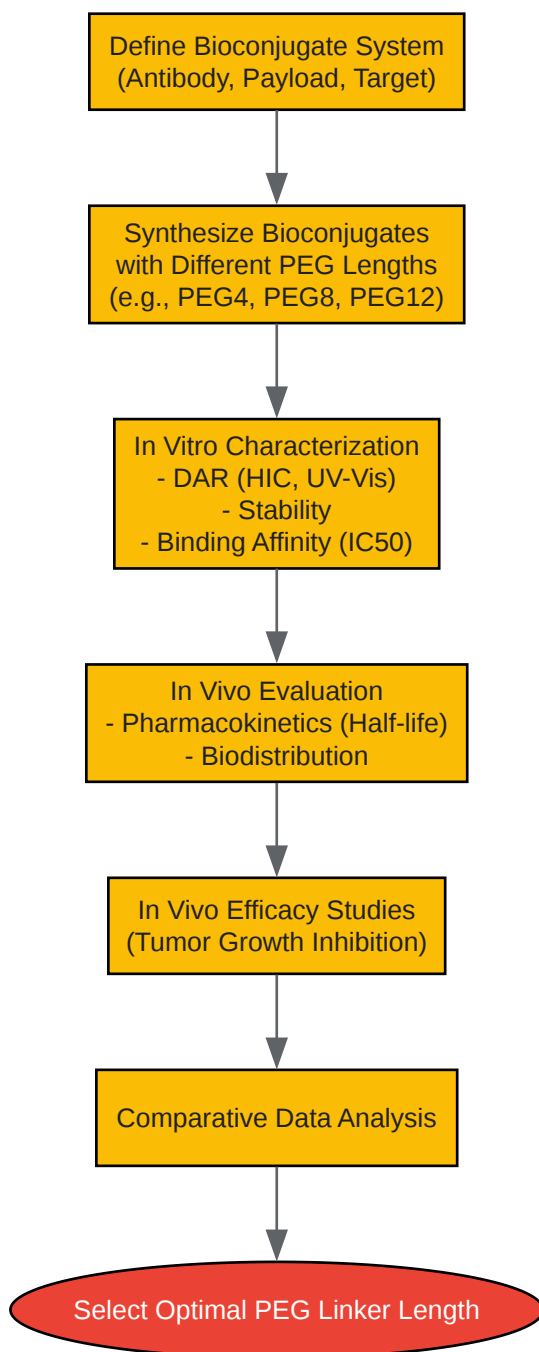 Define Bioconjugate System
(Antibody, Payload, Target)
Synthesize Bioconjugates
with Different PEG Lengths
(e.g., PEG4, PEG8, PEG12)
In Vitro Characterization
- DAR (HIC, UV-Vis)
- Stability
- Binding Affinity (IC50)
In Vivo Evaluation
- Pharmacokinetics (Half-life)
- Biodistribution
In Vivo Efficacy Studies
(Tumor Growth Inhibition)
Comparative Data Analysis
Select Optimal PEG Linker Length